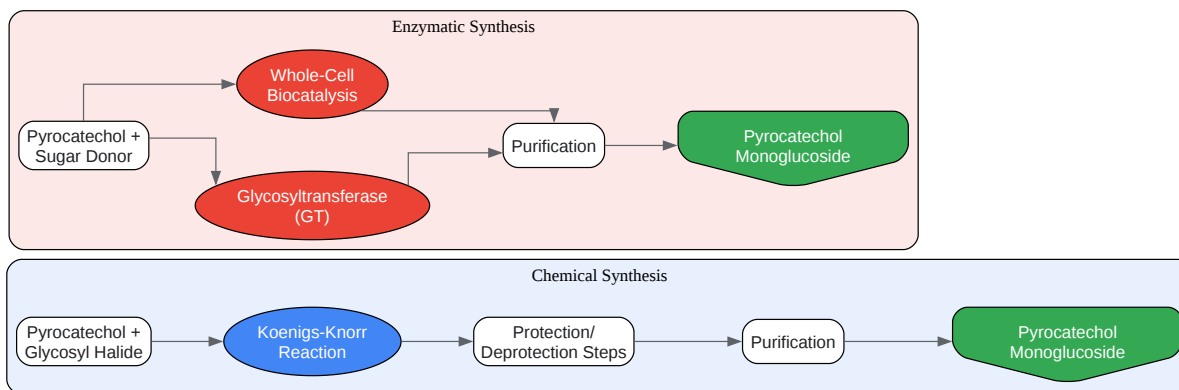 Enzymatic Synthesis
Whole-Cell
Biocatalysis
Pyrocatechol +
Sugar Donor
Glycosyltransferase
(GT)
Purification
Pyrocatechol
Monoglucoside
Chemical Synthesis
Pyrocatechol +
Glycosyl Halide
Koenigs-Knorr
Reaction
Protection/
Deprotection Steps
Purification
Pyrocatechol
Monoglucoside